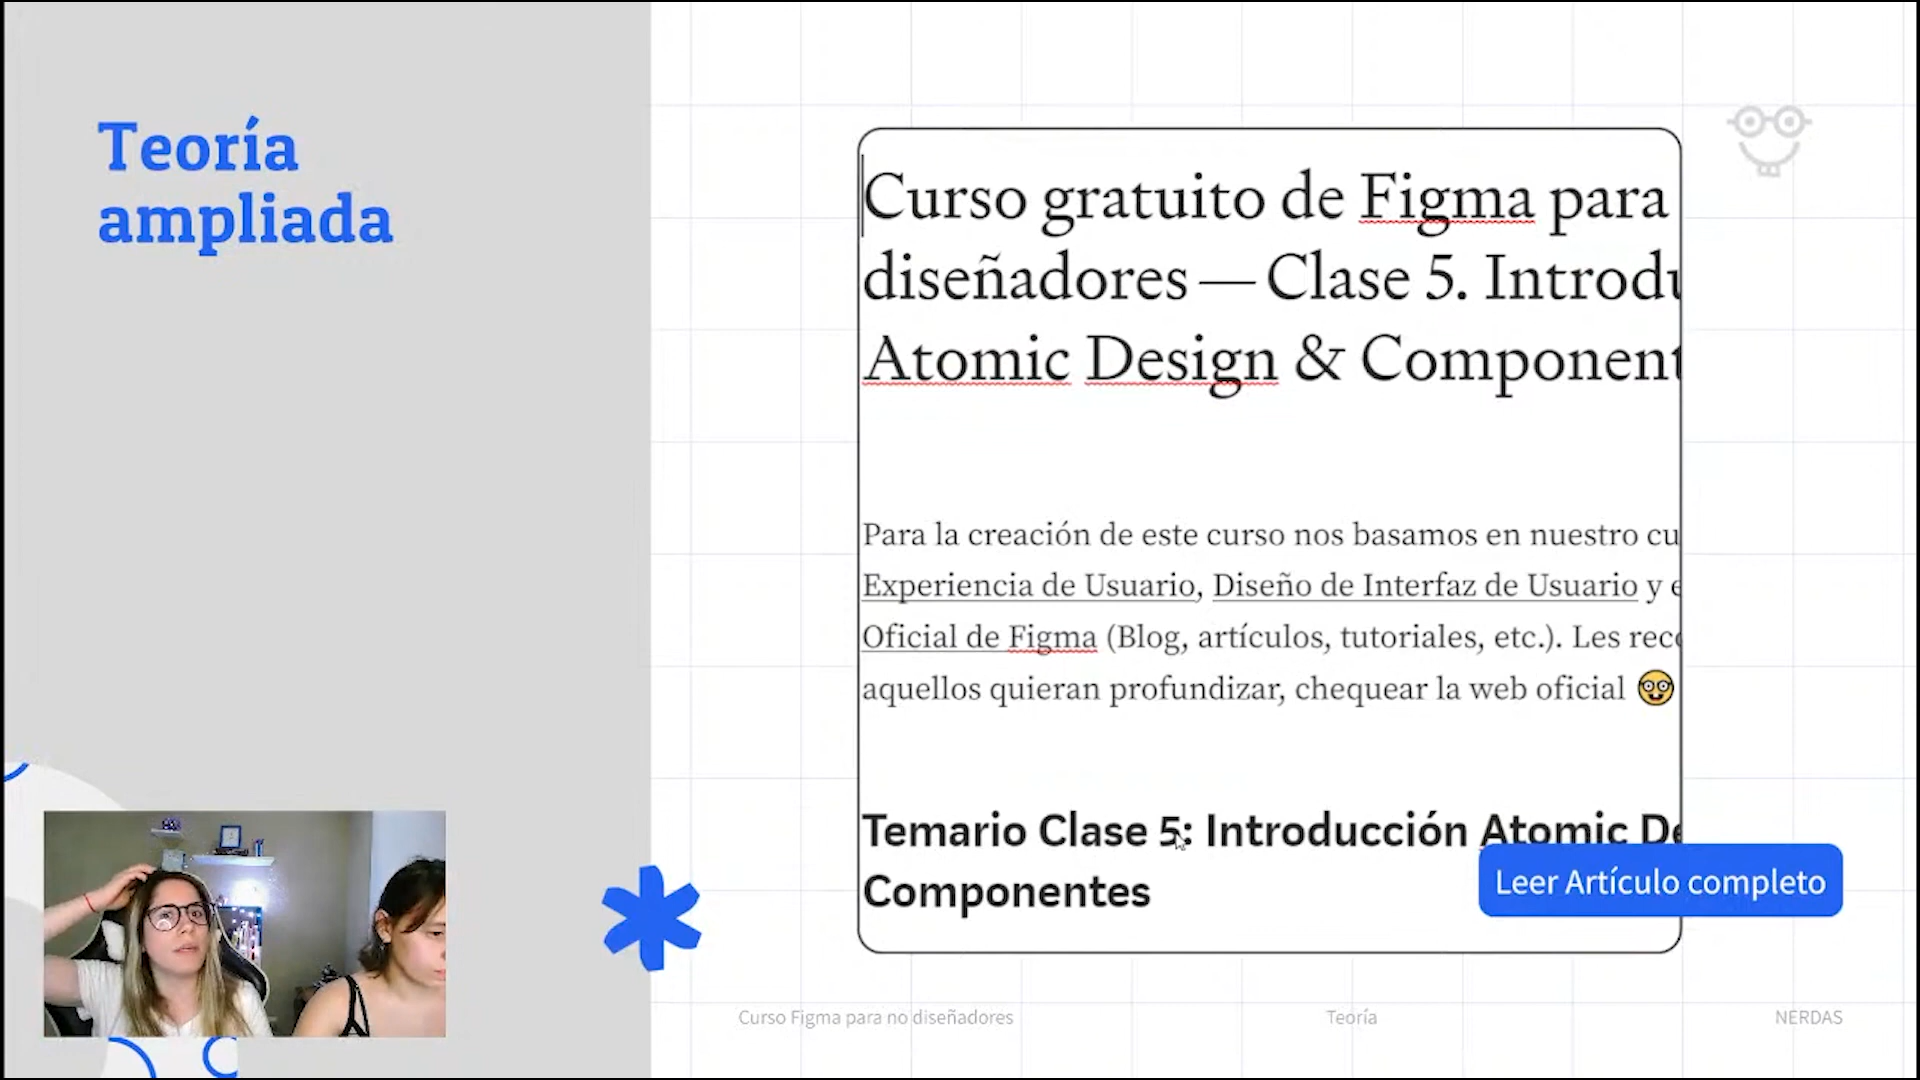 Teoría
ampliada
Curso gratuito de Figma para
diseñadores — Clase 5. Introdu
Atomic Design & Component
Para la creación de este curso nos basamos en nuestro cu
Experiencia de Usuario, Diseño de Interfaz de Usuario y e
Oficial de Figma (Blog, artículos, tutoriales, etc.). Les reco
aquellos quieran profundizar, chequear la web oficial 🤓
Temario Clase 5: Introducción Atomic De
Componentes
Leer Artículo completo
Curso Figma para no diseñadores
Teoría
NERDAS